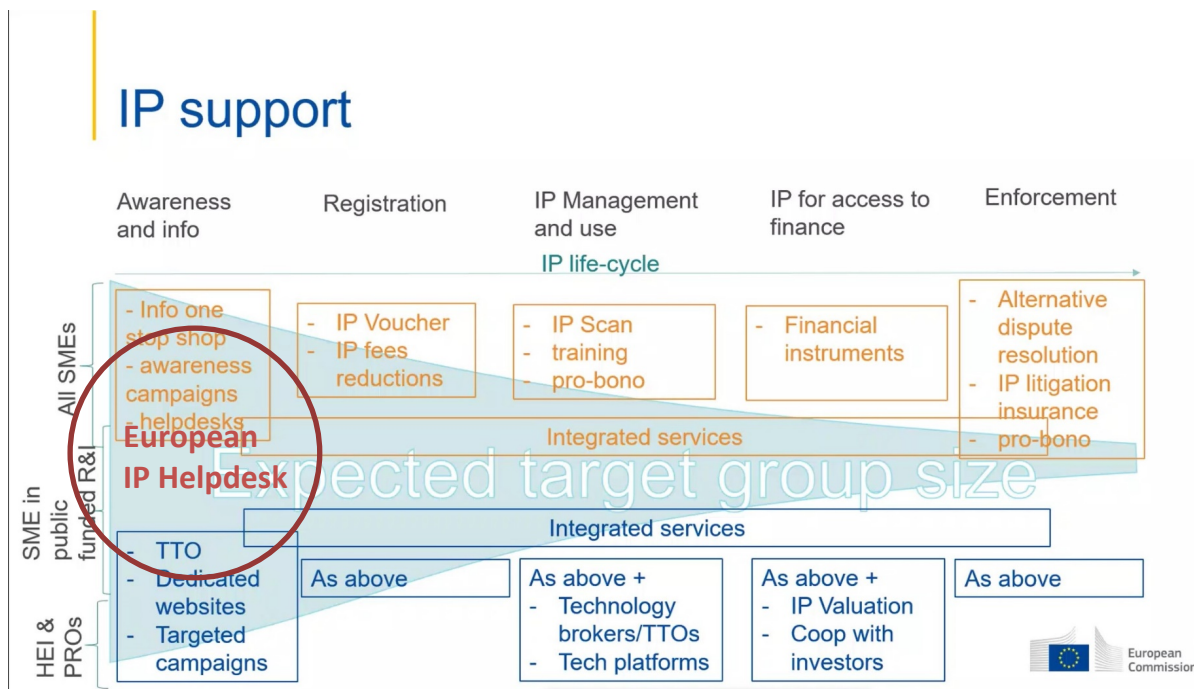 IP support
Awareness
and info
Registration
IP Management
and use
IP for access to
finance
Enforcement
IP life-cycle
All SMEs
- Info one
stop shop
- awareness
campaigns
- helpdesks
- IP Voucher
- IP fees
reductions
- IP Scan
- training
- pro-bono
- Financial
instruments
- Alternative
dispute
resolution
- IP litigation
insurance
- pro-bono
Integrated services
European
IP Helpdesk
Expected target group size
SME in
public
funded R&I
Integrated services
- TTO
- Dedicated
websites
- Targeted
campaigns
As above
As above +
- Technology
brokers/TTOs
- Tech platforms
As above +
- IP Valuation
- Coop with
investors
As above
HEI &
PROs
European
Commission